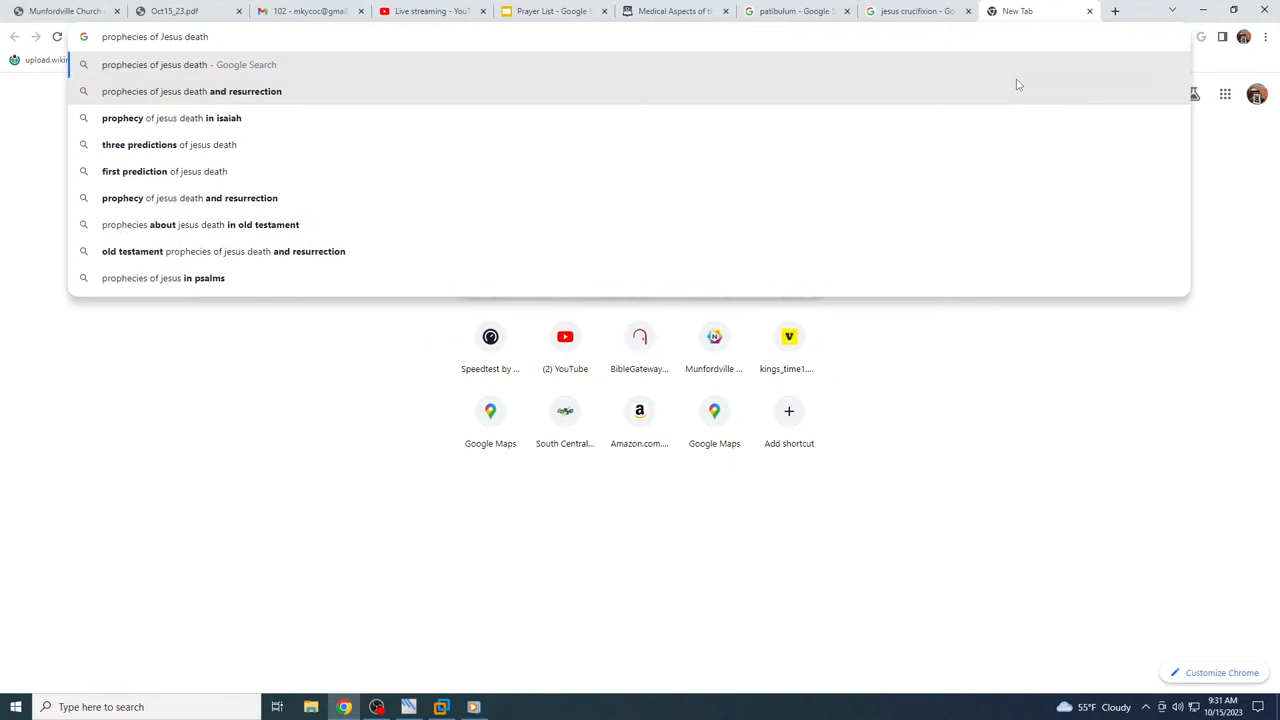 Munfordville Church
Oct15_23.pdf
102 - mkycoc@gmail
Live streaming - YouT
Prayer List - Google S
Medical Aspects of th
patibulum - Google S
jesus crucifixion - Go
New Tab
prophecies of Jesus death
upload.wikin
prophecies of jesus death - Google Search
prophecies of jesus death and resurrection
prophecy of jesus death in isaiah
three predictions of jesus death
first prediction of jesus death
prophecy of jesus death and resurrection
prophecies about jesus death in old testament
old testament prophecies of jesus death and resurrection
prophecies of jesus in psalms
Speedtest by ...
(2) YouTube
BibleGateway...
Munfordville ...
kings_time1....
Google Maps
South Central...
Amazon.com....
Google Maps
Add shortcut
Customize Chrome
Type here to search
55°F Cloudy
9:31 AM
10/15/2023